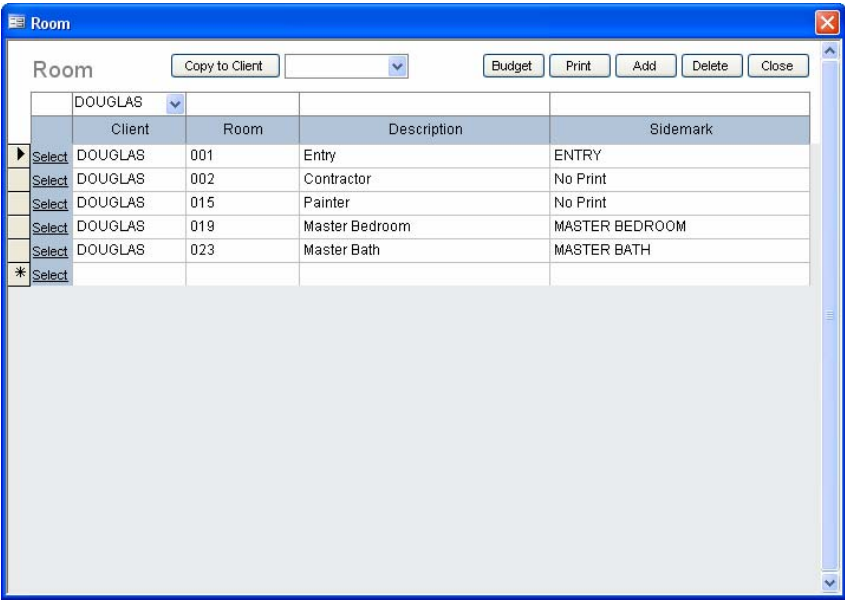 Room
Room Copy to Client Budget Print Add Delete Close
DOUGLAS
Client Room Description Sidemark
Select DOUGLAS 001 Entry ENTRY
Select DOUGLAS 002 Contractor No Print
Select DOUGLAS 015 Painter No Print
Select DOUGLAS 019 Master Bedroom MASTER BEDROOM
Select DOUGLAS 023 Master Bath MASTER BATH
* Select